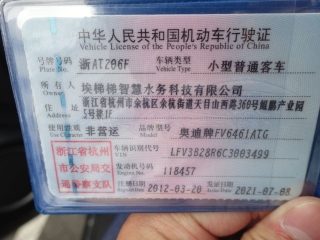 中华人民共和国机动车行驶证
Vehicle License of the People's Republic of China
号牌号码 浙AT206F 车辆类型 小型普通客车
Plate No. Vehicle Type
所有人 埃梯梯智慧水务科技有限公司
Owner
住址 浙江省杭州市余杭区余杭街道天目山西路360号鲲鹏产业园
Address 5号楼1F
使用性质 非营运 品牌型号 奥迪牌FV6461ATG
Use Character Model
浙江省杭州 车辆识别代号 LFV3B28R6C3003499
VIN
市公安局交 发动机号码 118457
Engine No.
通警察支队 注册日期 2012-03-20 发证日期 2021-07-08
Register Date Issue Date